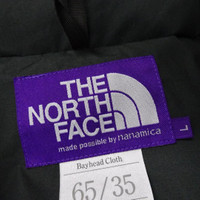 THE
NORTH
FACE
made possible by nanamica
L
Bayhead Cloth
65/35